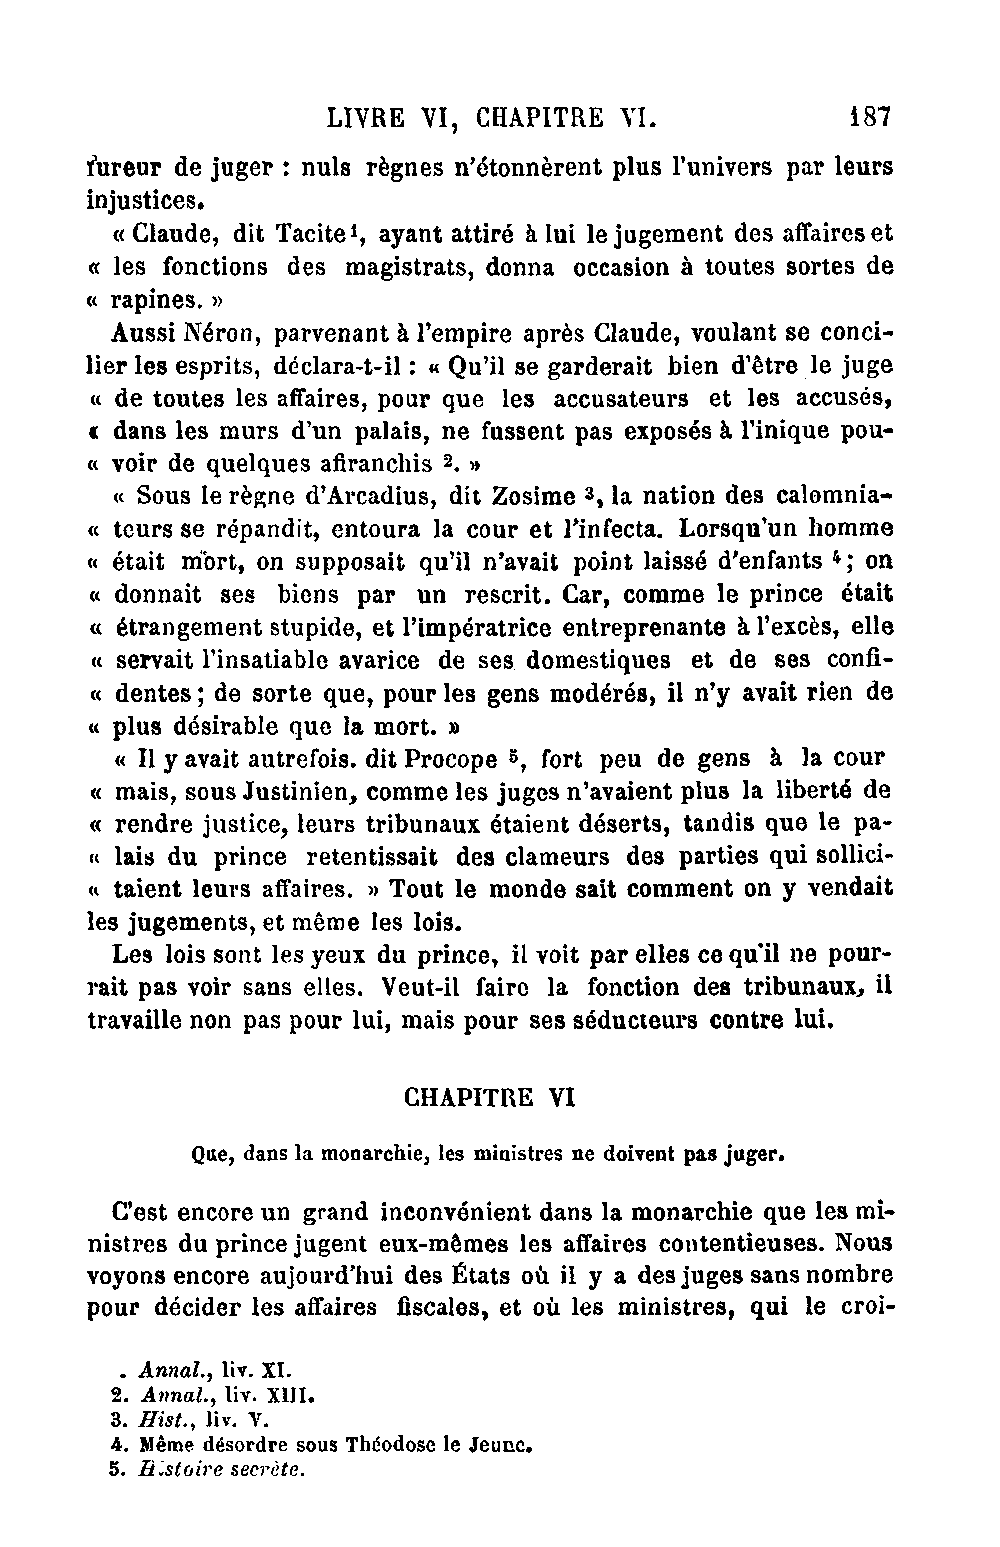 LIVRE VI, CHAPITRE VI. 187
fureur de juger : nuls règnes n'étonnèrent plus l'univers par leurs
injustices.
« Claude, dit Tacite¹, ayant attiré à lui le jugement des affaires et
« les fonctions des magistrats, donna occasion à toutes sortes de
« rapines. »
Aussi Néron, parvenant à l'empire après Claude, voulant se conci-
lier les esprits, déclara-t-il : « Qu'il se garderait bien d'être le juge
« de toutes les affaires, pour que les accusateurs et les accusés,
« dans les murs d'un palais, ne fussent pas exposés à l'inique pou-
« voir de quelques afiranchis ². »
« Sous le règne d'Arcadius, dit Zosime ³, la nation des calomnia-
« teurs se répandit, entoura la cour et l'infecta. Lorsqu'un homme
« était mort, on supposait qu'il n'avait point laissé d'enfants ⁴; on
« donnait ses biens par un rescrit. Car, comme le prince était
« étrangement stupide, et l'impératrice entreprenante à l'excès, elle
« servait l'insatiable avarice de ses domestiques et de ses confi-
« dentes; de sorte que, pour les gens modérés, il n'y avait rien de
« plus désirable que la mort. »
« Il y avait autrefois. dit Procope ⁵, fort peu de gens à la cour
« mais, sous Justinien, comme les juges n'avaient plus la liberté de
« rendre justice, leurs tribunaux étaient déserts, tandis que le pa-
« lais du prince retentissait des clameurs des parties qui sollici-
« taient leurs affaires. » Tout le monde sait comment on y vendait
les jugements, et même les lois.
Les lois sont les yeux du prince, il voit par elles ce qu'il ne pour-
rait pas voir sans elles. Veut-il faire la fonction des tribunaux, il
travaille non pas pour lui, mais pour ses séducteurs contre lui.
CHAPITRE VI
Que, dans la monarchie, les ministres ne doivent pas juger.
C'est encore un grand inconvénient dans la monarchie que les mi-
nistres du prince jugent eux-mêmes les affaires contentieuses. Nous
voyons encore aujourd'hui des États où il y a des juges sans nombre
pour décider les affaires fiscales, et où les ministres, qui le croi-
. Annal., liv. XI.
2. Annal., liv. XIII.
3. Hist., liv. V.
4. Même désordre sous Théodose le Jeune.
5. Histoire secrète.